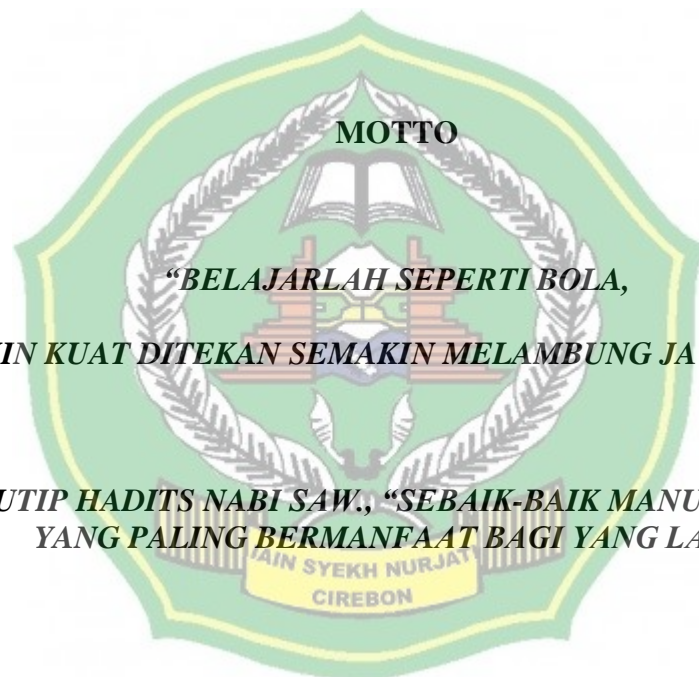 MOTTO
“BELAJARLAH SEPERTI BOLA,
KUAT DITEKAN SEMAKIN MELAMBUNG
HADITS NABI SAW., “SEBAIK-BAIK
YANG PALING BERMANFAAT BAGI YANG
IAIN SYEKH NURJATI
CIREBON